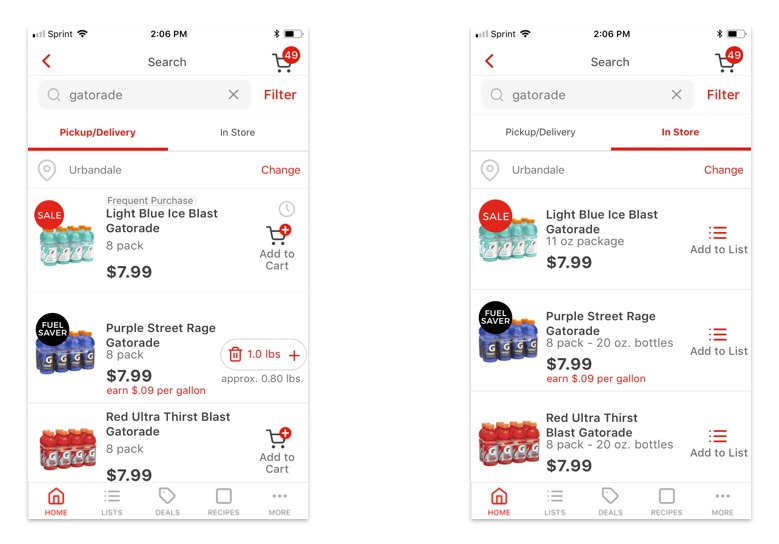 Sprint 2:06 PM
49
Search
gatorade
Filter
Pickup/Delivery In Store
Urbandale Change
SALE
Frequent Purchase
Light Blue Ice Blast
Gatorade
8 pack
$7.99
Add to
Cart
FUEL
SAVER
Purple Street Rage
Gatorade
8 pack
$7.99
earn $.09 per gallon
1.0 lbs
approx. 0.80 lbs.
Red Ultra Thirst Blast
Gatorade
8 pack
$7.99
Add to
Cart
HOME LISTS DEALS RECIPES MORE
Sprint 2:06 PM
49
Search
gatorade
Filter
Pickup/Delivery In Store
Urbandale Change
SALE
Light Blue Ice Blast
Gatorade
11 oz package
$7.99
Add to List
FUEL
SAVER
Purple Street Rage
Gatorade
8 pack - 20 oz. bottles
$7.99
earn $.09 per gallon
Add to List
Red Ultra Thirst
Blast Gatorade
8 pack - 20 oz. bottles
$7.99
Add to List
HOME LISTS DEALS RECIPES MORE